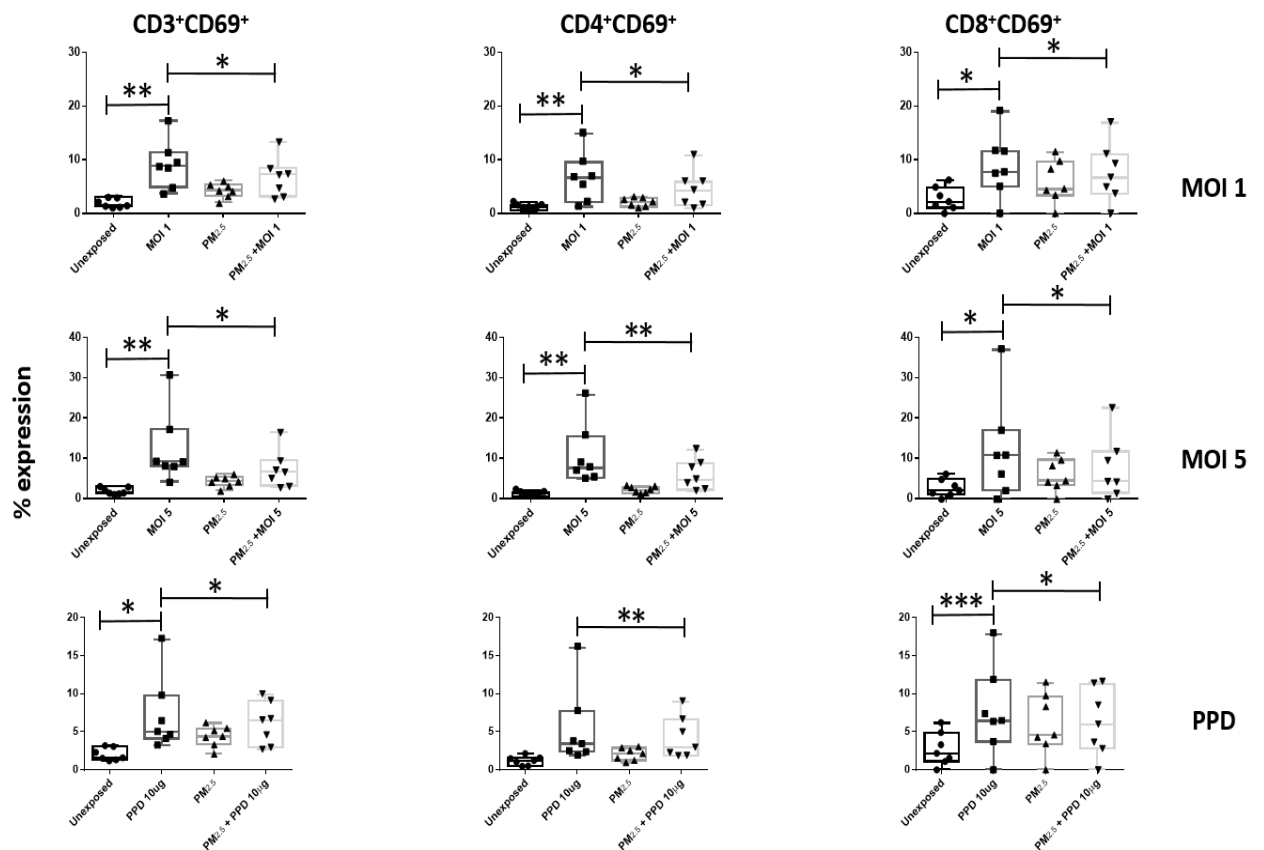 CD3⁺CD69⁺
CD4⁺CD69⁺
CD8⁺CD69⁺
30
20
10
0
**
*
Unexposed
MOI 1
PM2.5
PM2.5 +MOI 1
30
20
10
0
**
*
Unexposed
MOI 1
PM2.5
PM2.5 +MOI 1
30
20
10
0
*
*
Unexposed
MOI 1
PM2.5
PM2.5 +MOI 1
MOI 1
% expression
40
30
20
10
0
**
*
Unexposed
MOI 5
PM2.5
PM2.5 +MOI 5
40
30
20
10
0
**
**
Unexposed
MOI 5
PM2.5
PM2.5 +MOI 5
40
30
20
10
0
*
*
Unexposed
MOI 5
PM2.5
PM2.5 +MOI 5
MOI 5
20
15
10
5
0
*
*
Unexposed
PPD 10ug
PM2.5
PM2.5 + PPD 10µg
20
15
10
5
0
**
Unexposed
PPD 10ug
PM2.5
PM2.5 + PPD 10µg
20
15
10
5
0
***
*
Unexposed
PPD 10ug
PM2.5
PM2.5 + PPD 10µg
PPD